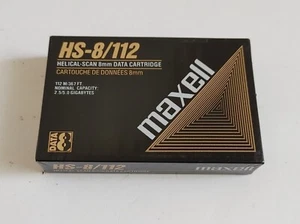 HS-8/112
HELICAL-SCAN 8mm DATA CARTRIDGE
CARTOUCHE DE DONNÉES 8mm
112 M/367 FT
NOMINAL CAPACITY:
2.5/5.0 GIGABYTES
maxell
DATA
HS-8/112
maxell